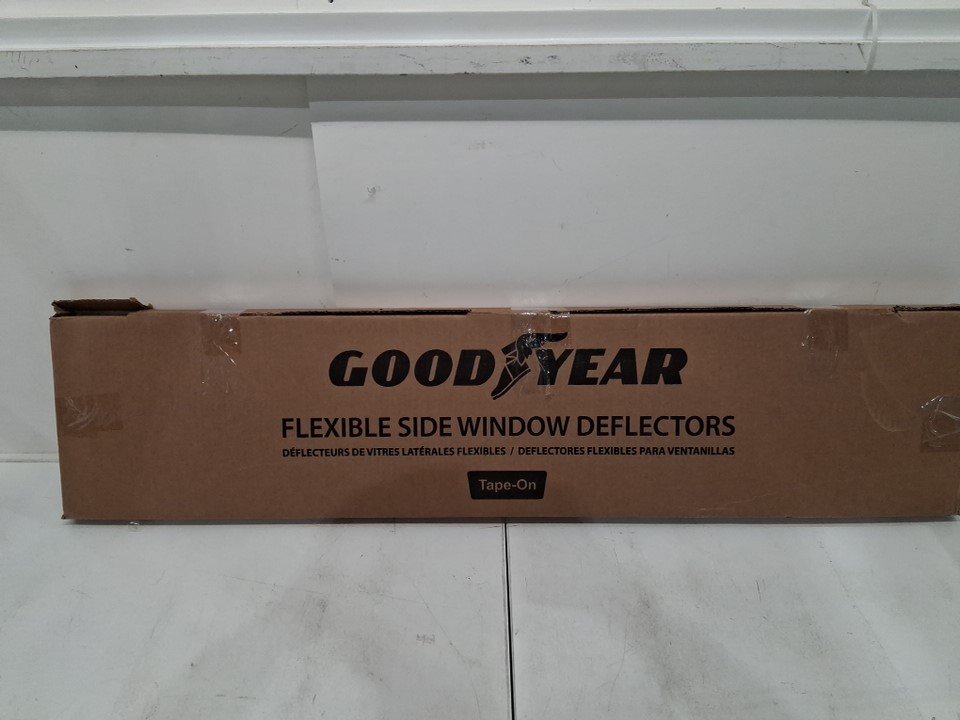 GOODYEAR
FLEXIBLE SIDE WINDOW DEFLECTORS
DÉFLECTEURS DE VITRES LATÉRALES FLEXIBLES / DEFLECTORES FLEXIBLES PARA VENTANILLAS
Tape-On